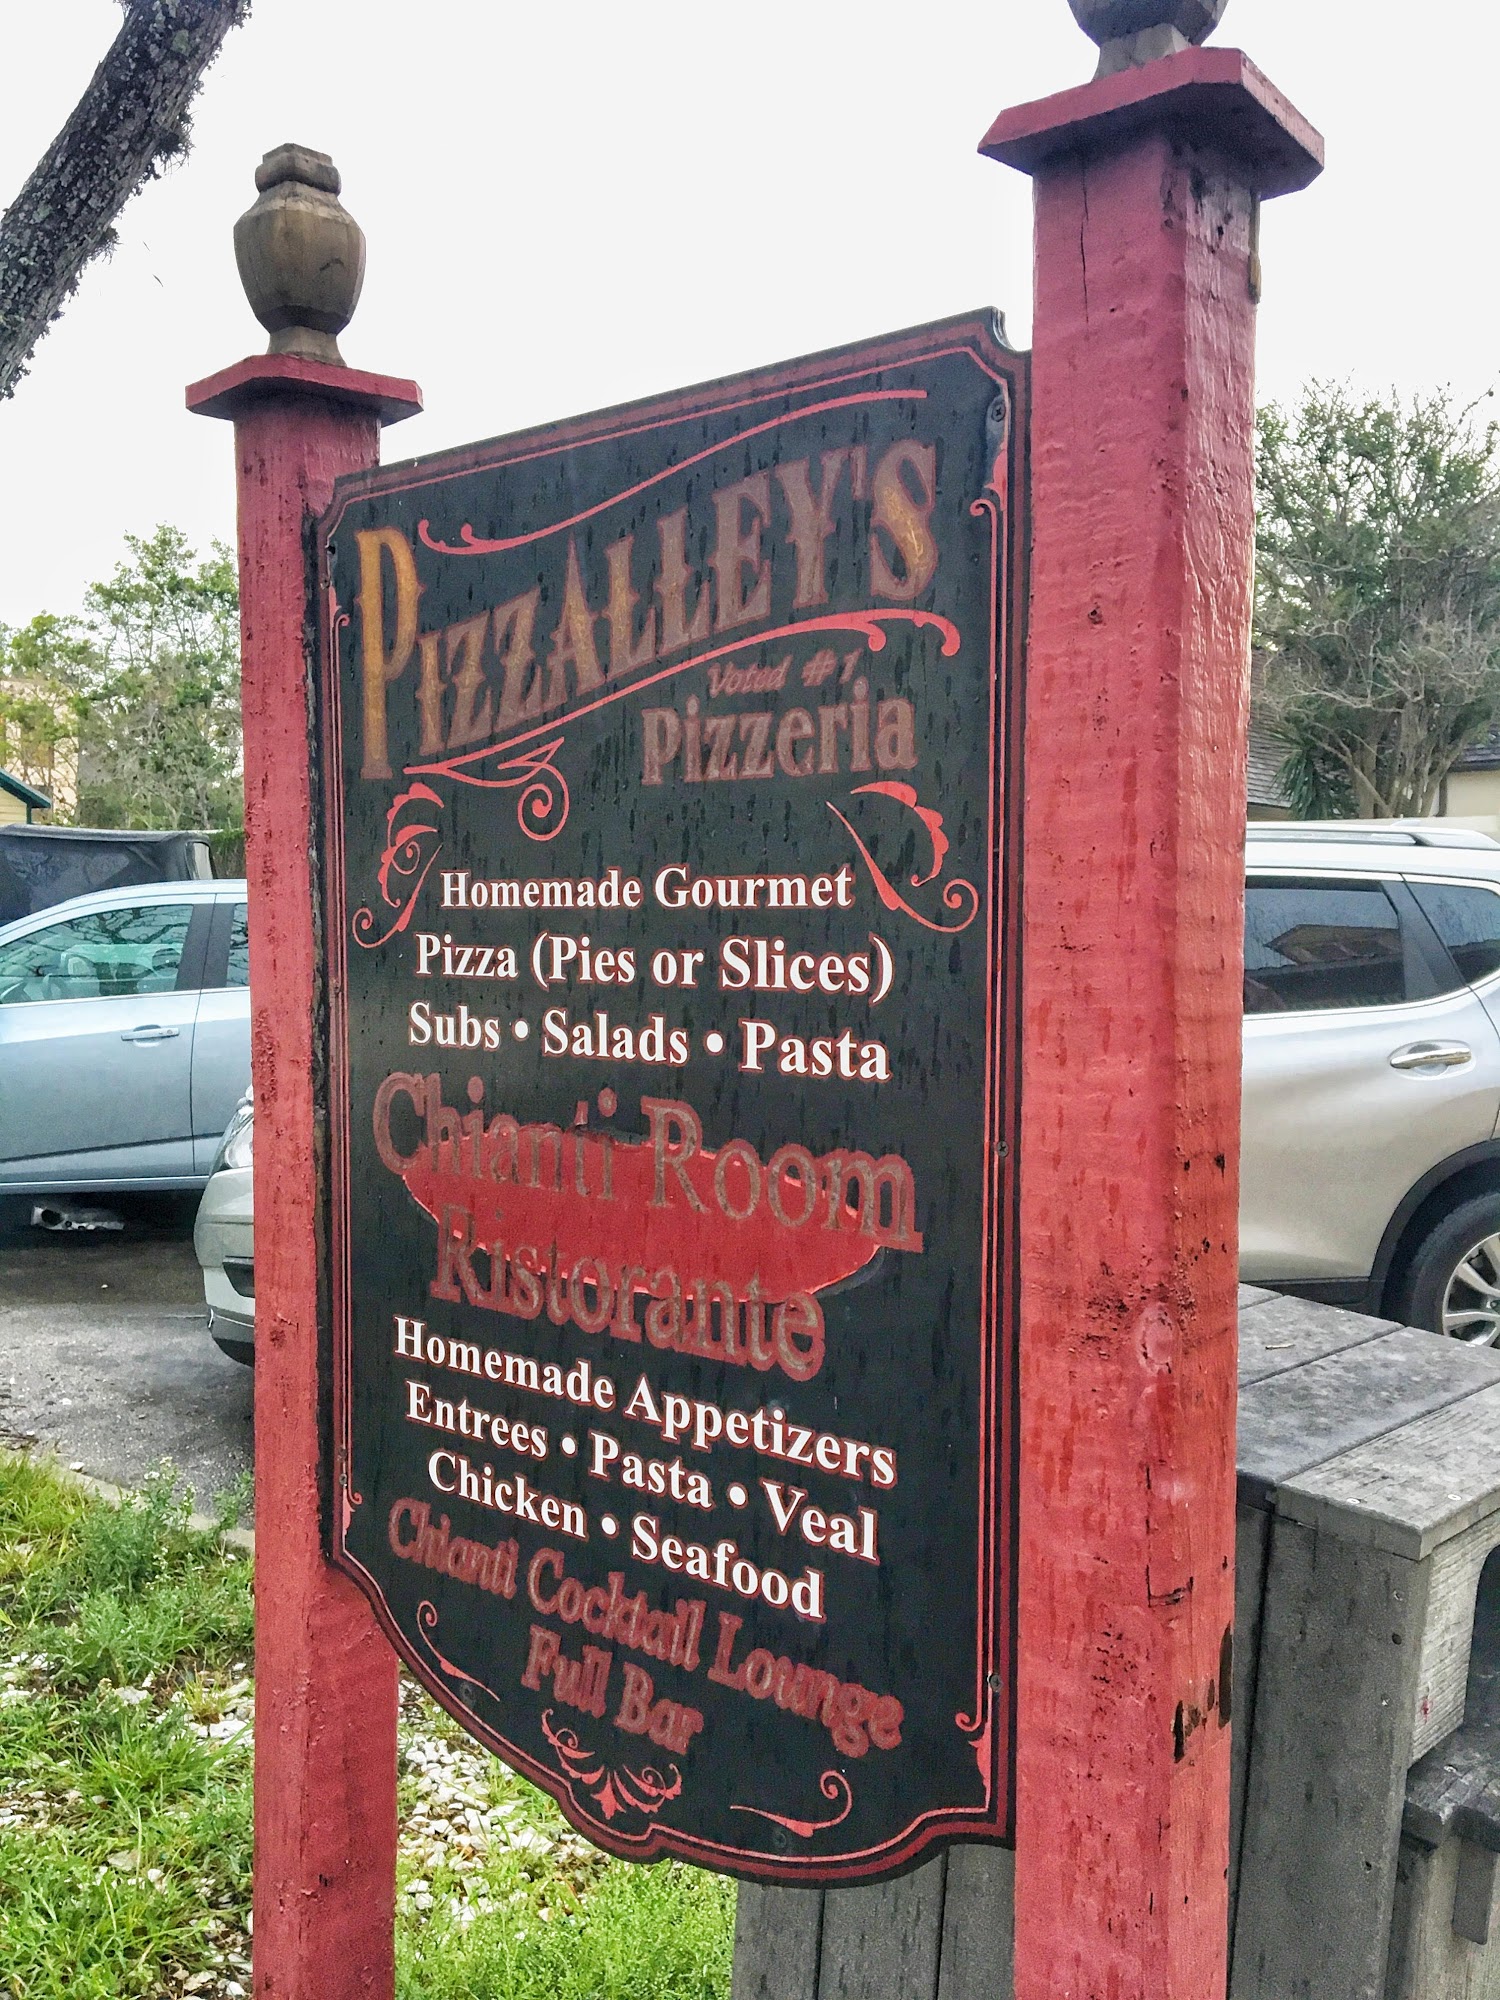 PIZZALLEY'S
Voted #1
Pizzeria
Homemade Gourmet
Pizza (Pies or Slices)
Subs • Salads • Pasta
Chianti Room
Ristorante
Homemade Appetizers
Entrees • Pasta • Veal
Chicken • Seafood
Chianti Cocktail Lounge
Full Bar